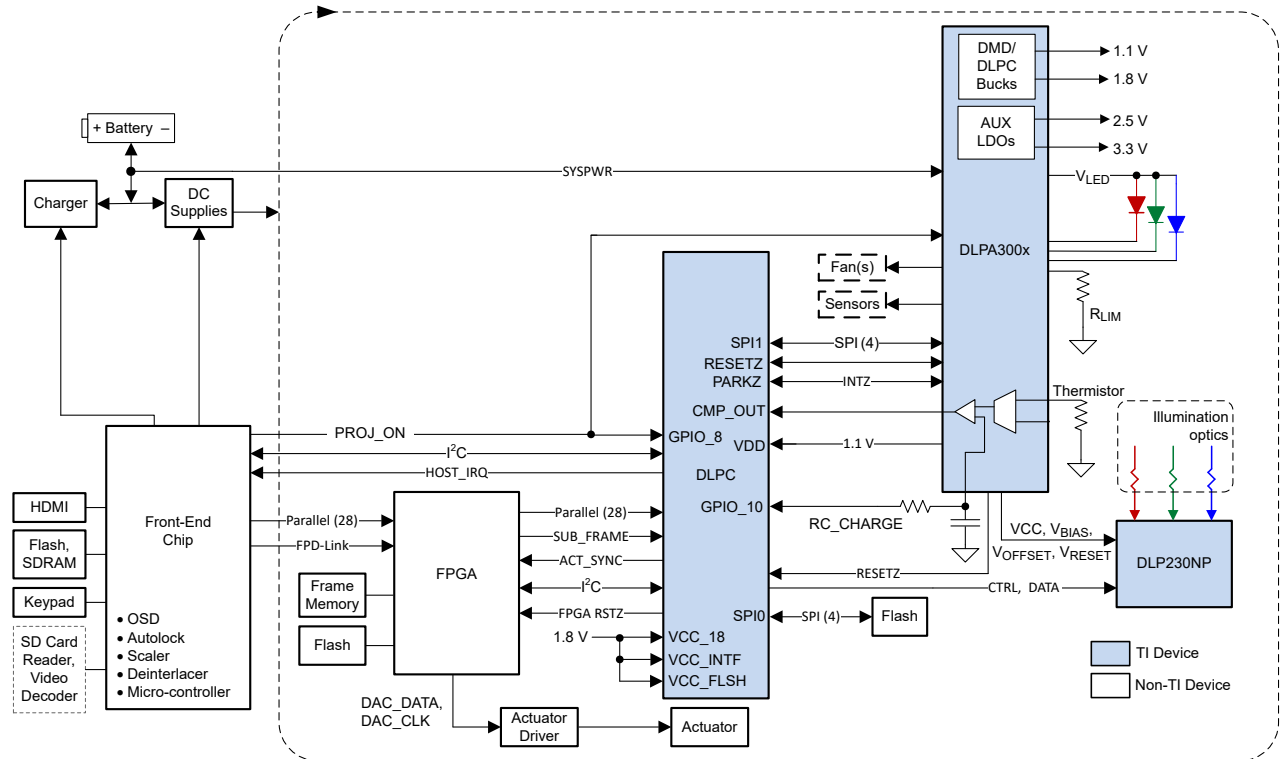 DMD/
DLPC
Bucks
1.1 V
1.8 V
AUX
LDOs
2.5 V
3.3 V
+ Battery –
SYSPWR
Charger
DC
Supplies
VLED
DLPA300x
Fan(s)
Sensors
RLIM
SPI1
SPI (4)
RESETZ
PARKZ
INTZ
Thermistor
CMP_OUT
Illumination
optics
PROJ_ON
GPIO_8
VDD
1.1 V
I2C
HOST_IRQ
DLPC
HDMI
Front-End
Chip
Parallel (28)
Parallel (28)
GPIO_10
RC_CHARGE
VCC, VBIAS,
VOFFSET, VRESET
Flash,
SDRAM
FPD-Link
SUB_FRAME
FPGA
ACT_SYNC
RESETZ
DLP230NP
Keypad
Frame
Memory
I2C
CTRL, DATA
FPGA RSTZ
SPI0
SPI (4)
Flash
• OSD
• Autolock
• Scaler
• Deinterlacer
• Micro-controller
SD Card
Reader,
Video
Decoder
Flash
1.8 V
VCC_18
VCC_INTF
VCC_FLSH
TI Device
Non-TI Device
DAC_DATA,
DAC_CLK
Actuator
Driver
Actuator